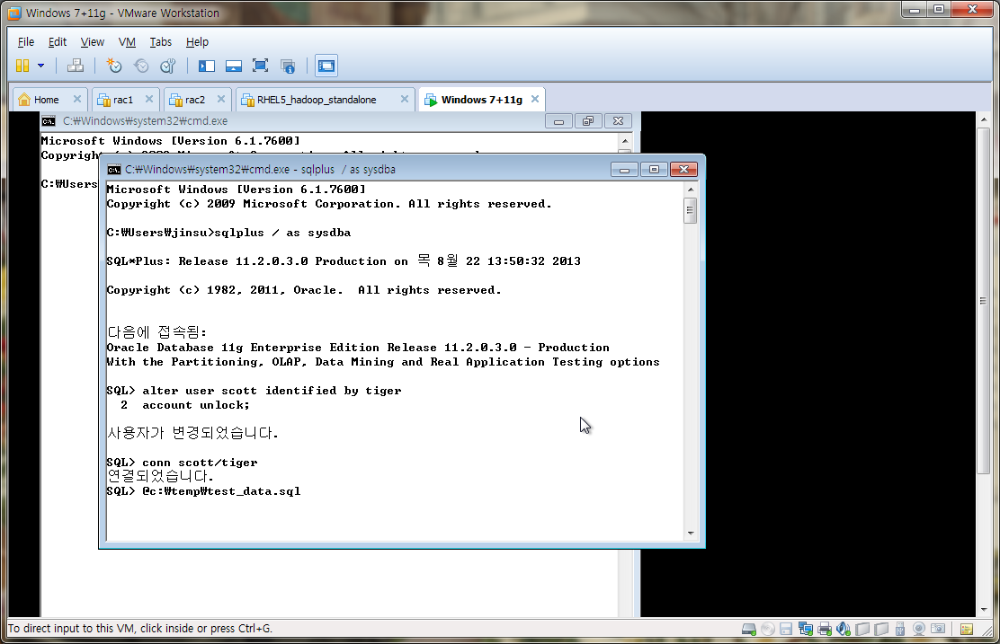 Windows 7+11g - VMware Workstation
File Edit View VM Tabs Help
Home rac1 rac2 RHEL5_hadoop_standalone Windows 7+11g
C:₩Windows₩system32₩cmd.exe
Microsoft Windows [Version 6.1.7600]
C:₩Users
C:₩Windows₩system32₩cmd.exe - sqlplus / as sysdba
Microsoft Windows [Version 6.1.7600]
Copyright (c) 2009 Microsoft Corporation. All rights reserved.
C:₩Users₩jinsu>sqlplus / as sysdba
SQL*Plus: Release 11.2.0.3.0 Production on 목 8월 22 13:50:32 2013
Copyright (c) 1982, 2011, Oracle.  All rights reserved.
다음에 접속됨:
Oracle Database 11g Enterprise Edition Release 11.2.0.3.0 - Production
With the Partitioning, OLAP, Data Mining and Real Application Testing options
SQL> alter user scott identified by tiger
  2  account unlock;
사용자가 변경되었습니다.
SQL> conn scott/tiger
연결되었습니다.
SQL> @c:₩temp₩test_data.sql
To direct input to this VM, click inside or press Ctrl+G.